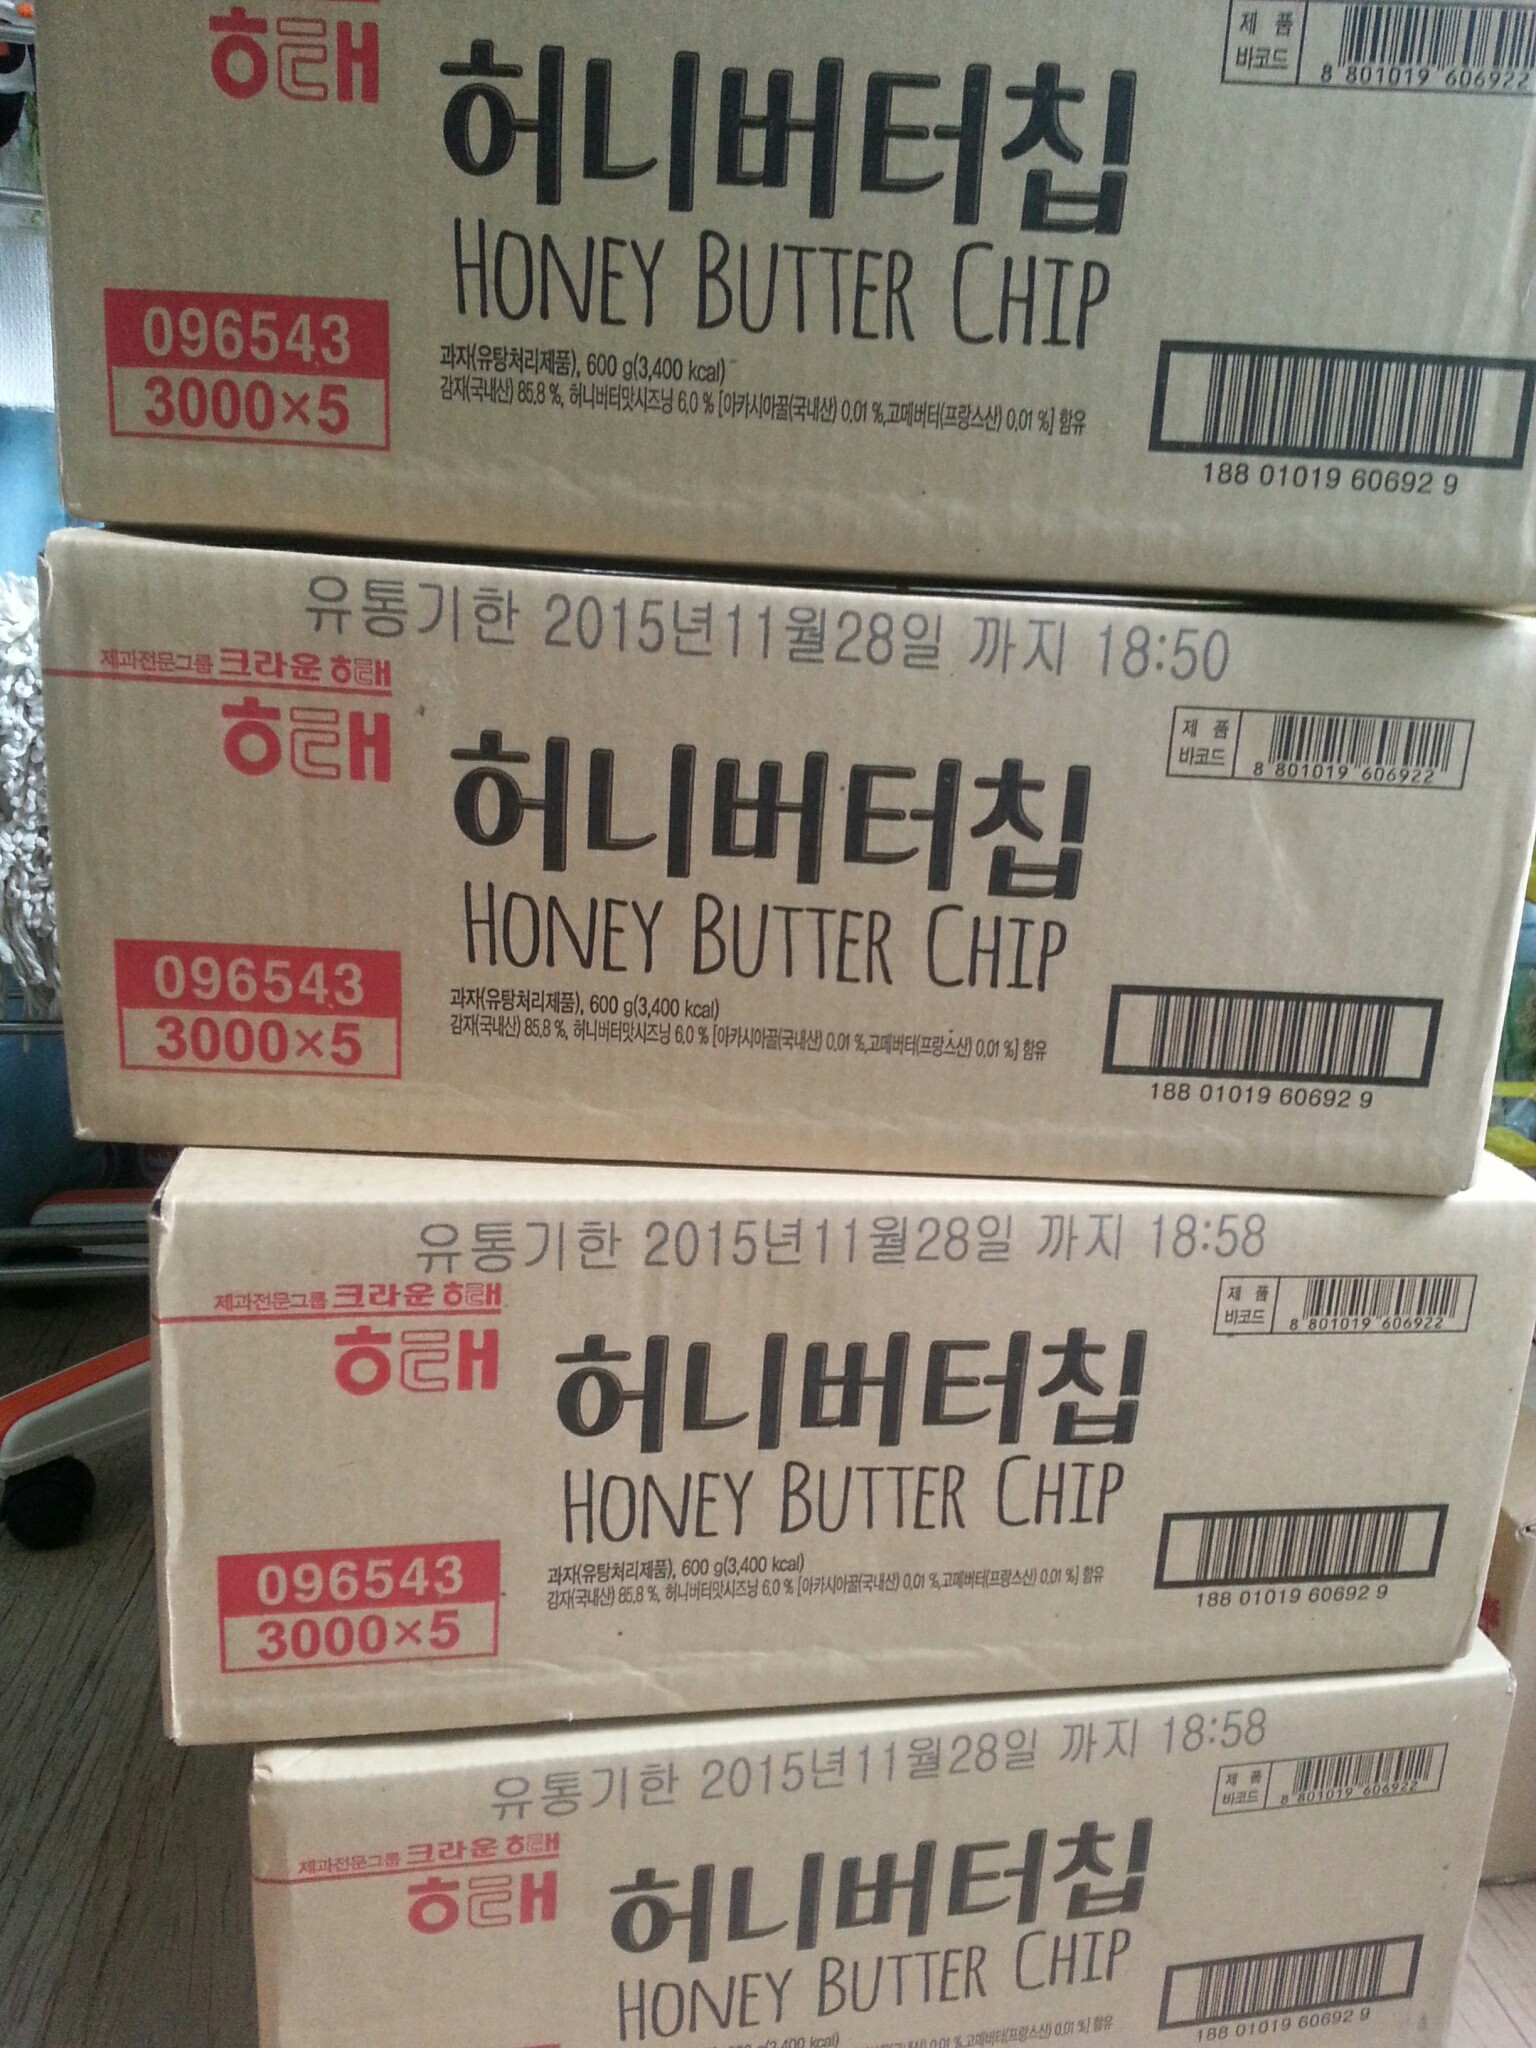 해태
허니버터칩
HONEY BUTTER CHIP
제 품
바코드
8 801019 606922
096543
3000×5
과자(유탕처리제품), 600 g(3,400 kcal)
감자(국내산) 85.8 %, 허니버터맛시즈닝 6.0 % [아카시아꿀(국내산) 0.01 %,고메버터(프랑스산) 0.01 %] 함유
188 01019 60692 9
유통기한 2015년11월28일 까지 18:50
제과전문그룹 크라운 해태
해태
허니버터칩
HONEY BUTTER CHIP
제 품
바코드
8 801019 606922
096543
3000×5
과자(유탕처리제품), 600 g(3,400 kcal)
감자(국내산) 85.8 %, 허니버터맛시즈닝 6.0 % [아카시아꿀(국내산) 0.01 %,고메버터(프랑스산) 0.01 %] 함유
188 01019 60692 9
유통기한 2015년11월28일 까지 18:58
제과전문그룹 크라운 해태
해태
허니버터칩
HONEY BUTTER CHIP
제 품
바코드
8 801019 606922
096543
3000×5
과자(유탕처리제품), 600 g(3,400 kcal)
감자(국내산) 85.8 %, 허니버터맛시즈닝 6.0 % [아카시아꿀(국내산) 0.01 %,고메버터(프랑스산) 0.01 %] 함유
188 01019 60692 9
유통기한 2015년11월28일 까지 18:58
제과전문그룹 크라운 해태
해태
허니버터칩
HONEY BUTTER CHIP
제 품
바코드
8 801019 606922
(3,400 kcal)
0.01 %,고메버터(프랑스산) 0.01 %] 함유
188 01019 60692 9